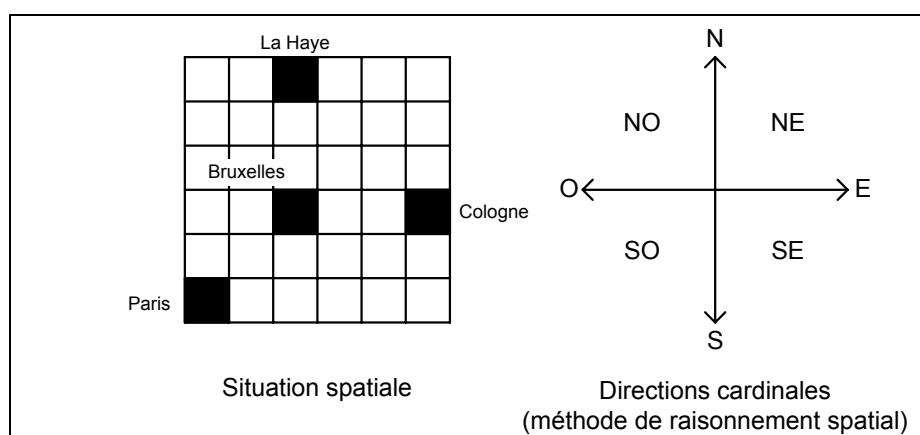 La Haye
Bruxelles
Cologne
Paris
Situation spatiale
N
NO
NE
O
E
SO
SE
S
Directions cardinales
(méthode de raisonnement spatial)